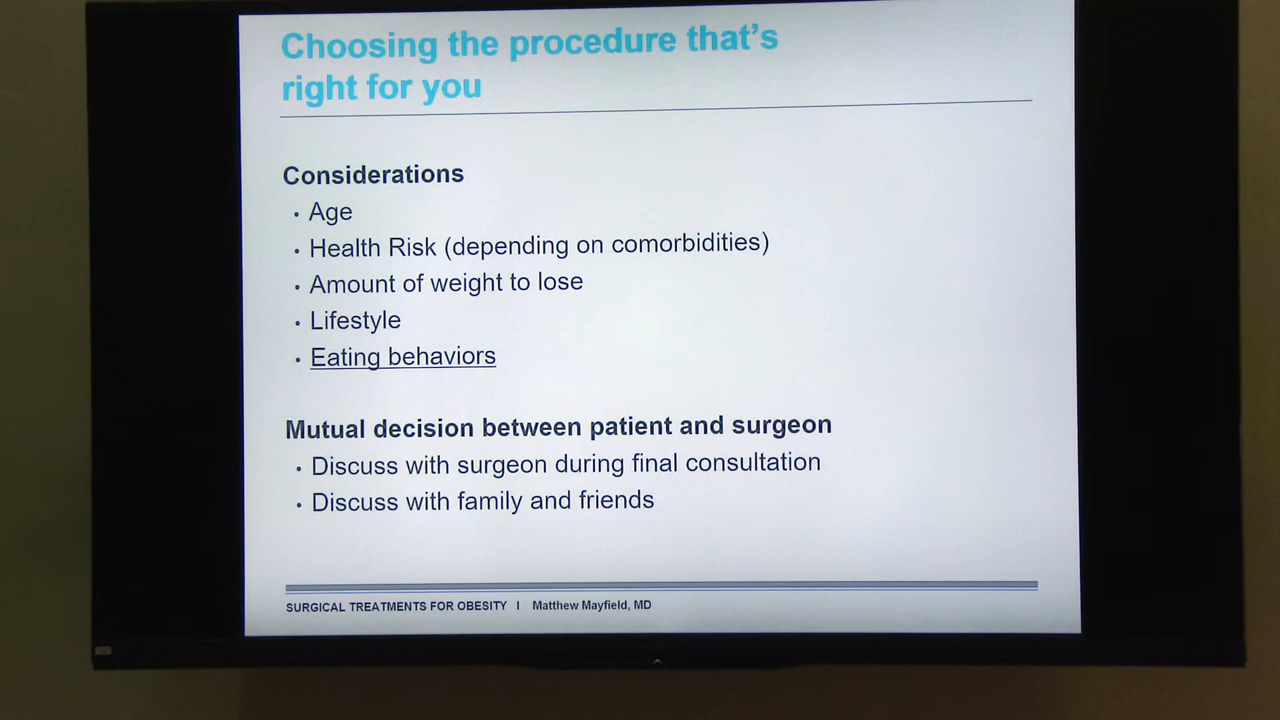 Choosing the procedure that's
right for you
Considerations
• Age
• Health Risk (depending on comorbidities)
• Amount of weight to lose
• Lifestyle
• Eating behaviors
Mutual decision between patient and surgeon
• Discuss with surgeon during final consultation
• Discuss with family and friends
SURGICAL TREATMENTS FOR OBESITY I Matthew Mayfield, MD